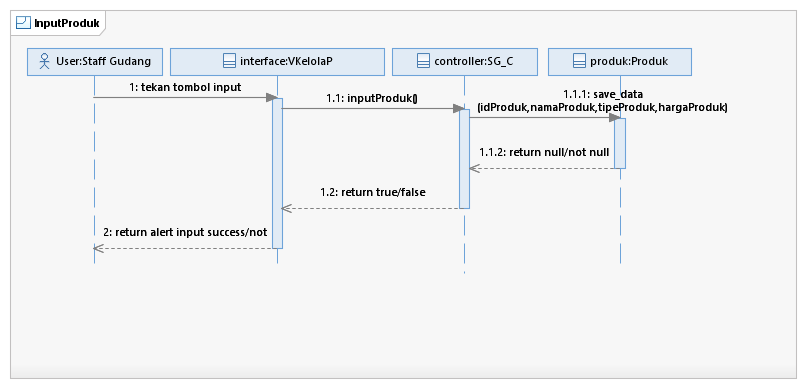 InputProduk
User:Staff Gudang
interface:VKelolaP
controller:SG_C
produk:Produk
1: tekan tombol input
1.1: inputProduk()
1.1.1: save_data
(idProduk,namaProduk,tipeProduk,hargaProduk)
1.1.2: return null/not null
1.2: return true/false
2: return alert input success/not